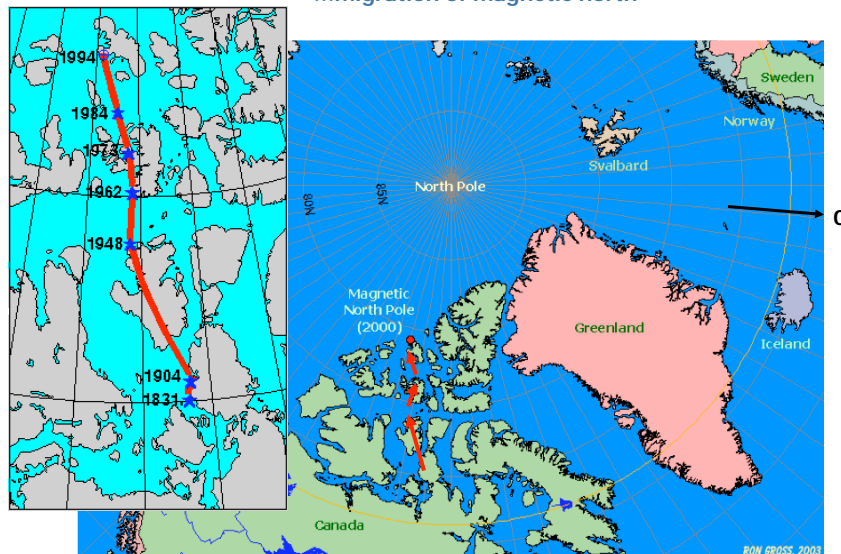 Immigration of magnetic north
1994
1984
1973
1962
1948
1904
1831
Sweden
Norway
Svalbard
80N
85N
North Pole
Magnetic
North Pole
(2000)
Greenland
Iceland
Canada
RON GROSS, 2003